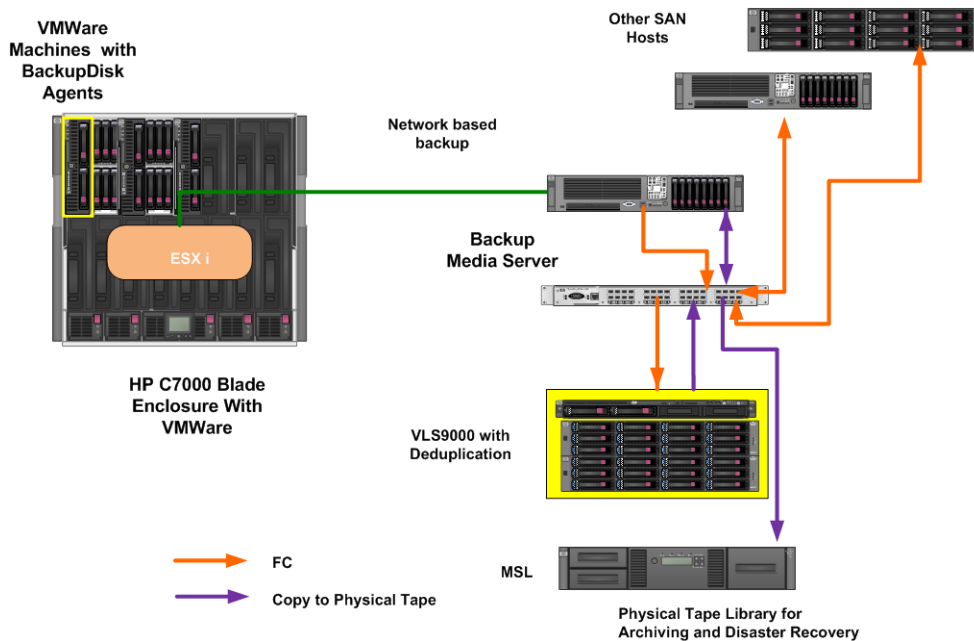 VMWare
Machines with
BackupDisk
Agents
Other SAN
Hosts
Network based
backup
ESX i
Backup
Media Server
HP C7000 Blade
Enclosure With
VMWare
VLS9000 with
Deduplication
FC
MSL
Copy to Physical Tape
Physical Tape Library for
Archiving and Disaster Recovery